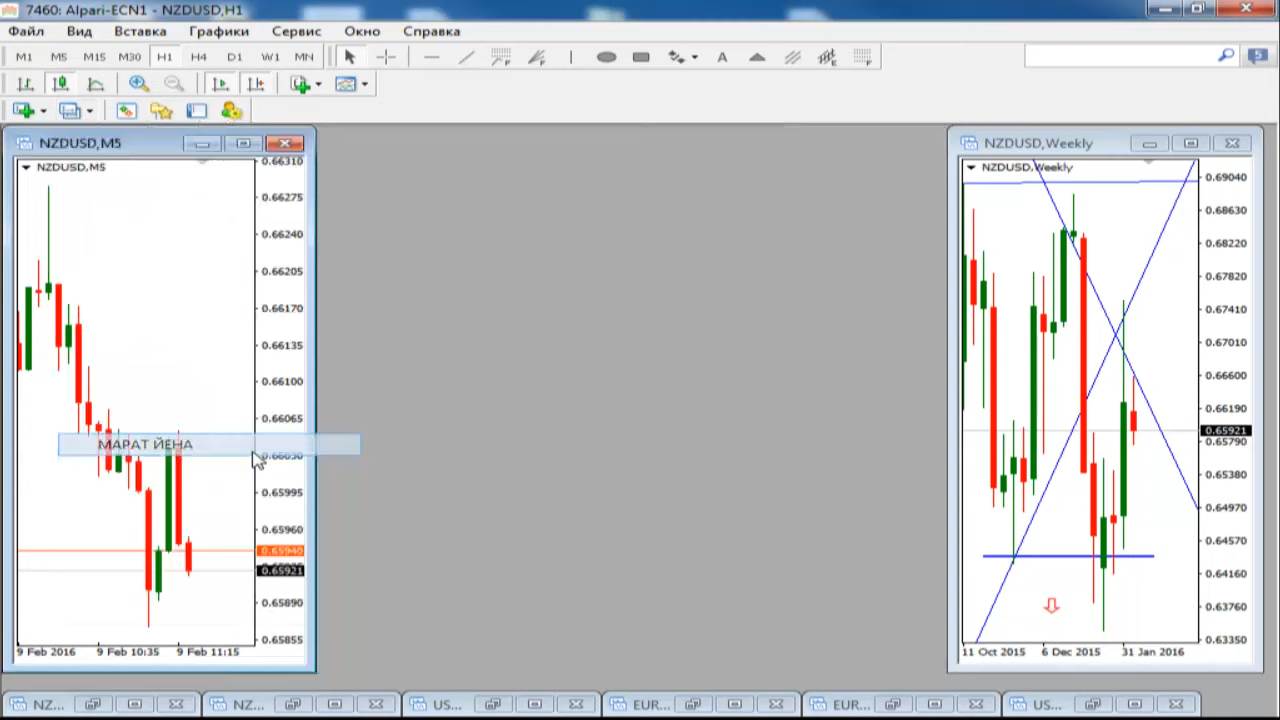 7460: Alpari-ECN1 - NZDUSD,H1
Файл Вид Вставка Графики Сервис Окно Справка
M1 M5 M15 M30 H1 H4 D1 W1 MN A 5
NZDUSD,M5
NZDUSD,M5
0.66310
0.66275
0.66240
0.66205
0.66170
0.66135
0.66100
0.66065
МАРАТ ЙЕНА
0.66030
0.65995
0.65960
0.65940
0.65921
0.65890
0.65855
9 Feb 2016 9 Feb 10:35 9 Feb 11:15
NZDUSD,Weekly
NZDUSD,Weekly
0.69040
0.68630
0.68220
0.67820
0.67410
0.67010
0.66600
0.66190
0.65921
0.65790
0.65380
0.64970
0.64570
0.64160
0.63760
0.63350
11 Oct 2015 6 Dec 2015 31 Jan 2016
NZ... NZ... US... EUR... EUR... US...